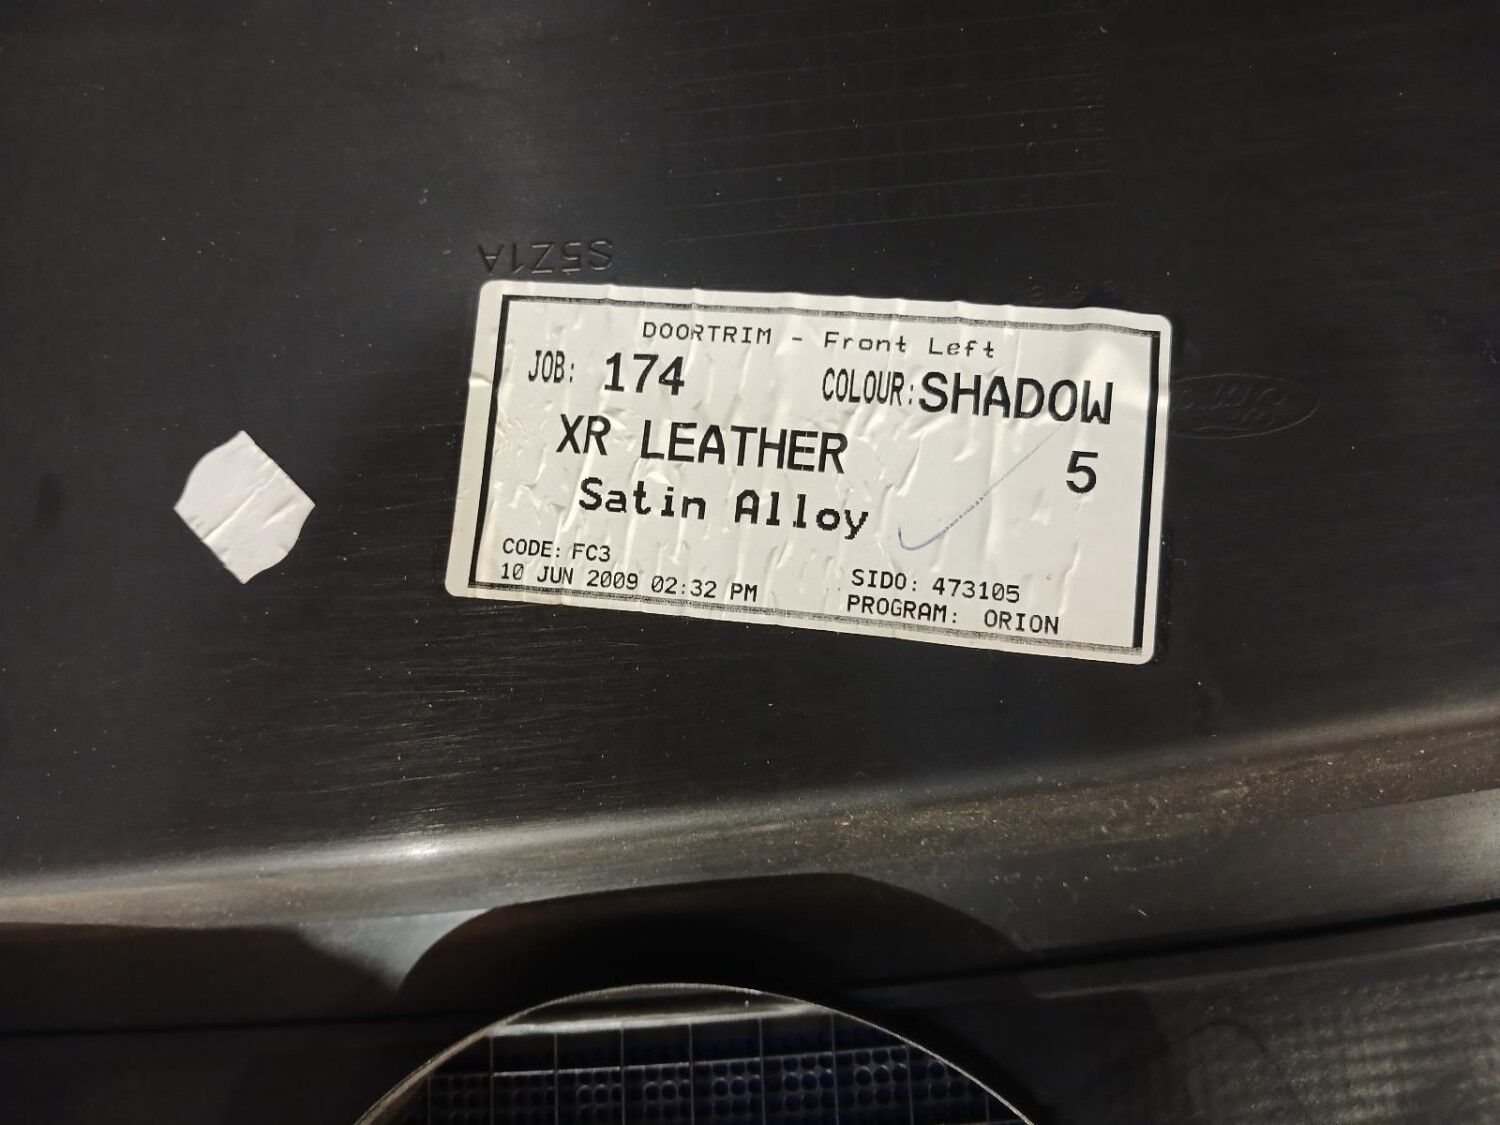 S5Z1A
DOORTRIM - Front Left
JOB: 174 COLOUR: SHADOW
XR LEATHER 5
Satin Alloy
CODE: FC3
10 JUN 2009 02:32 PM
SIDO: 473105
PROGRAM: ORION
Ford